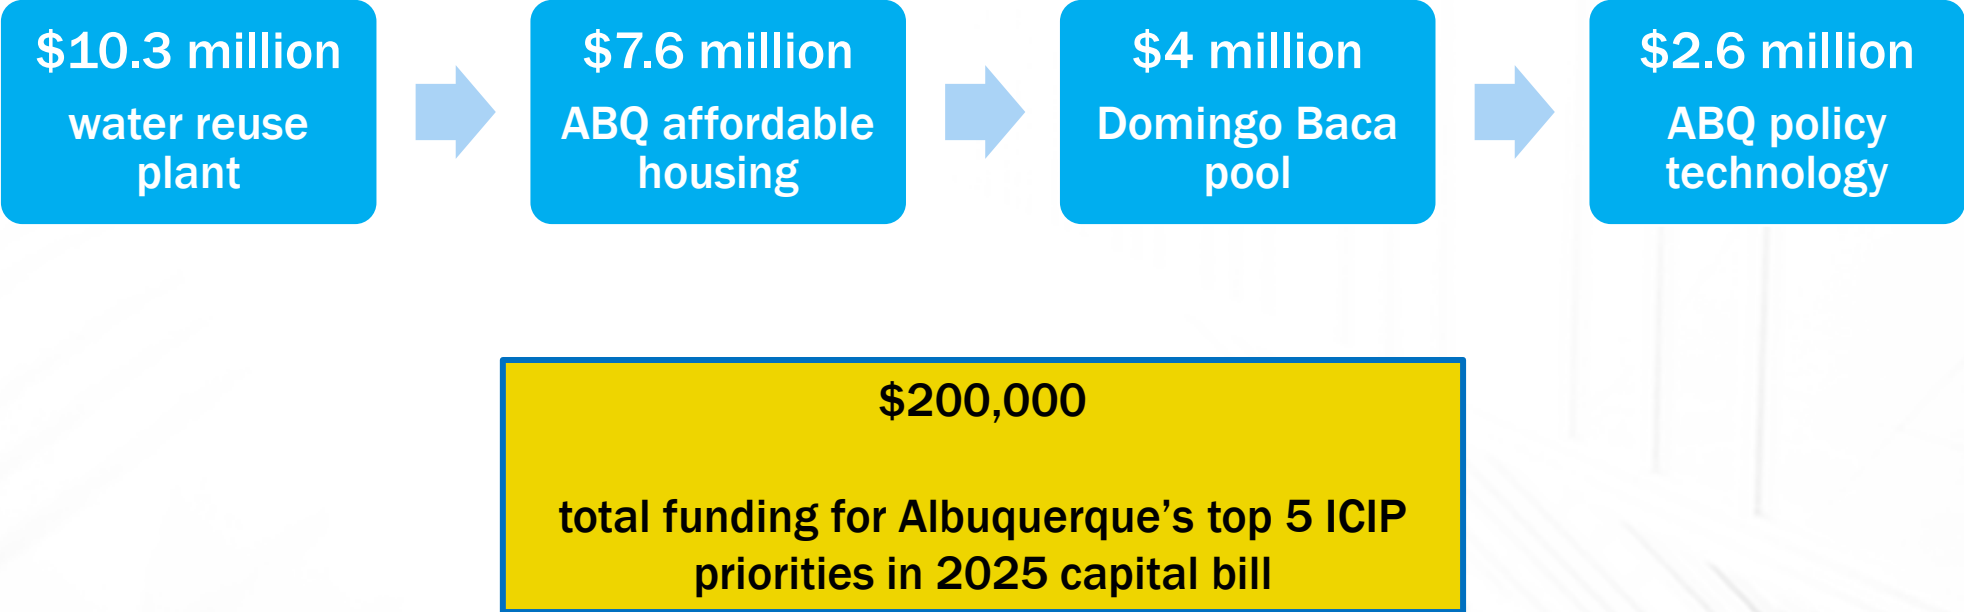 $10.3 million
water reuse
plant
$7.6 million
ABQ affordable
housing
$4 million
Domingo Baca
pool
$2.6 million
ABQ policy
technology
$200,000
total funding for Albuquerque’s top 5 ICIP
priorities in 2025 capital bill